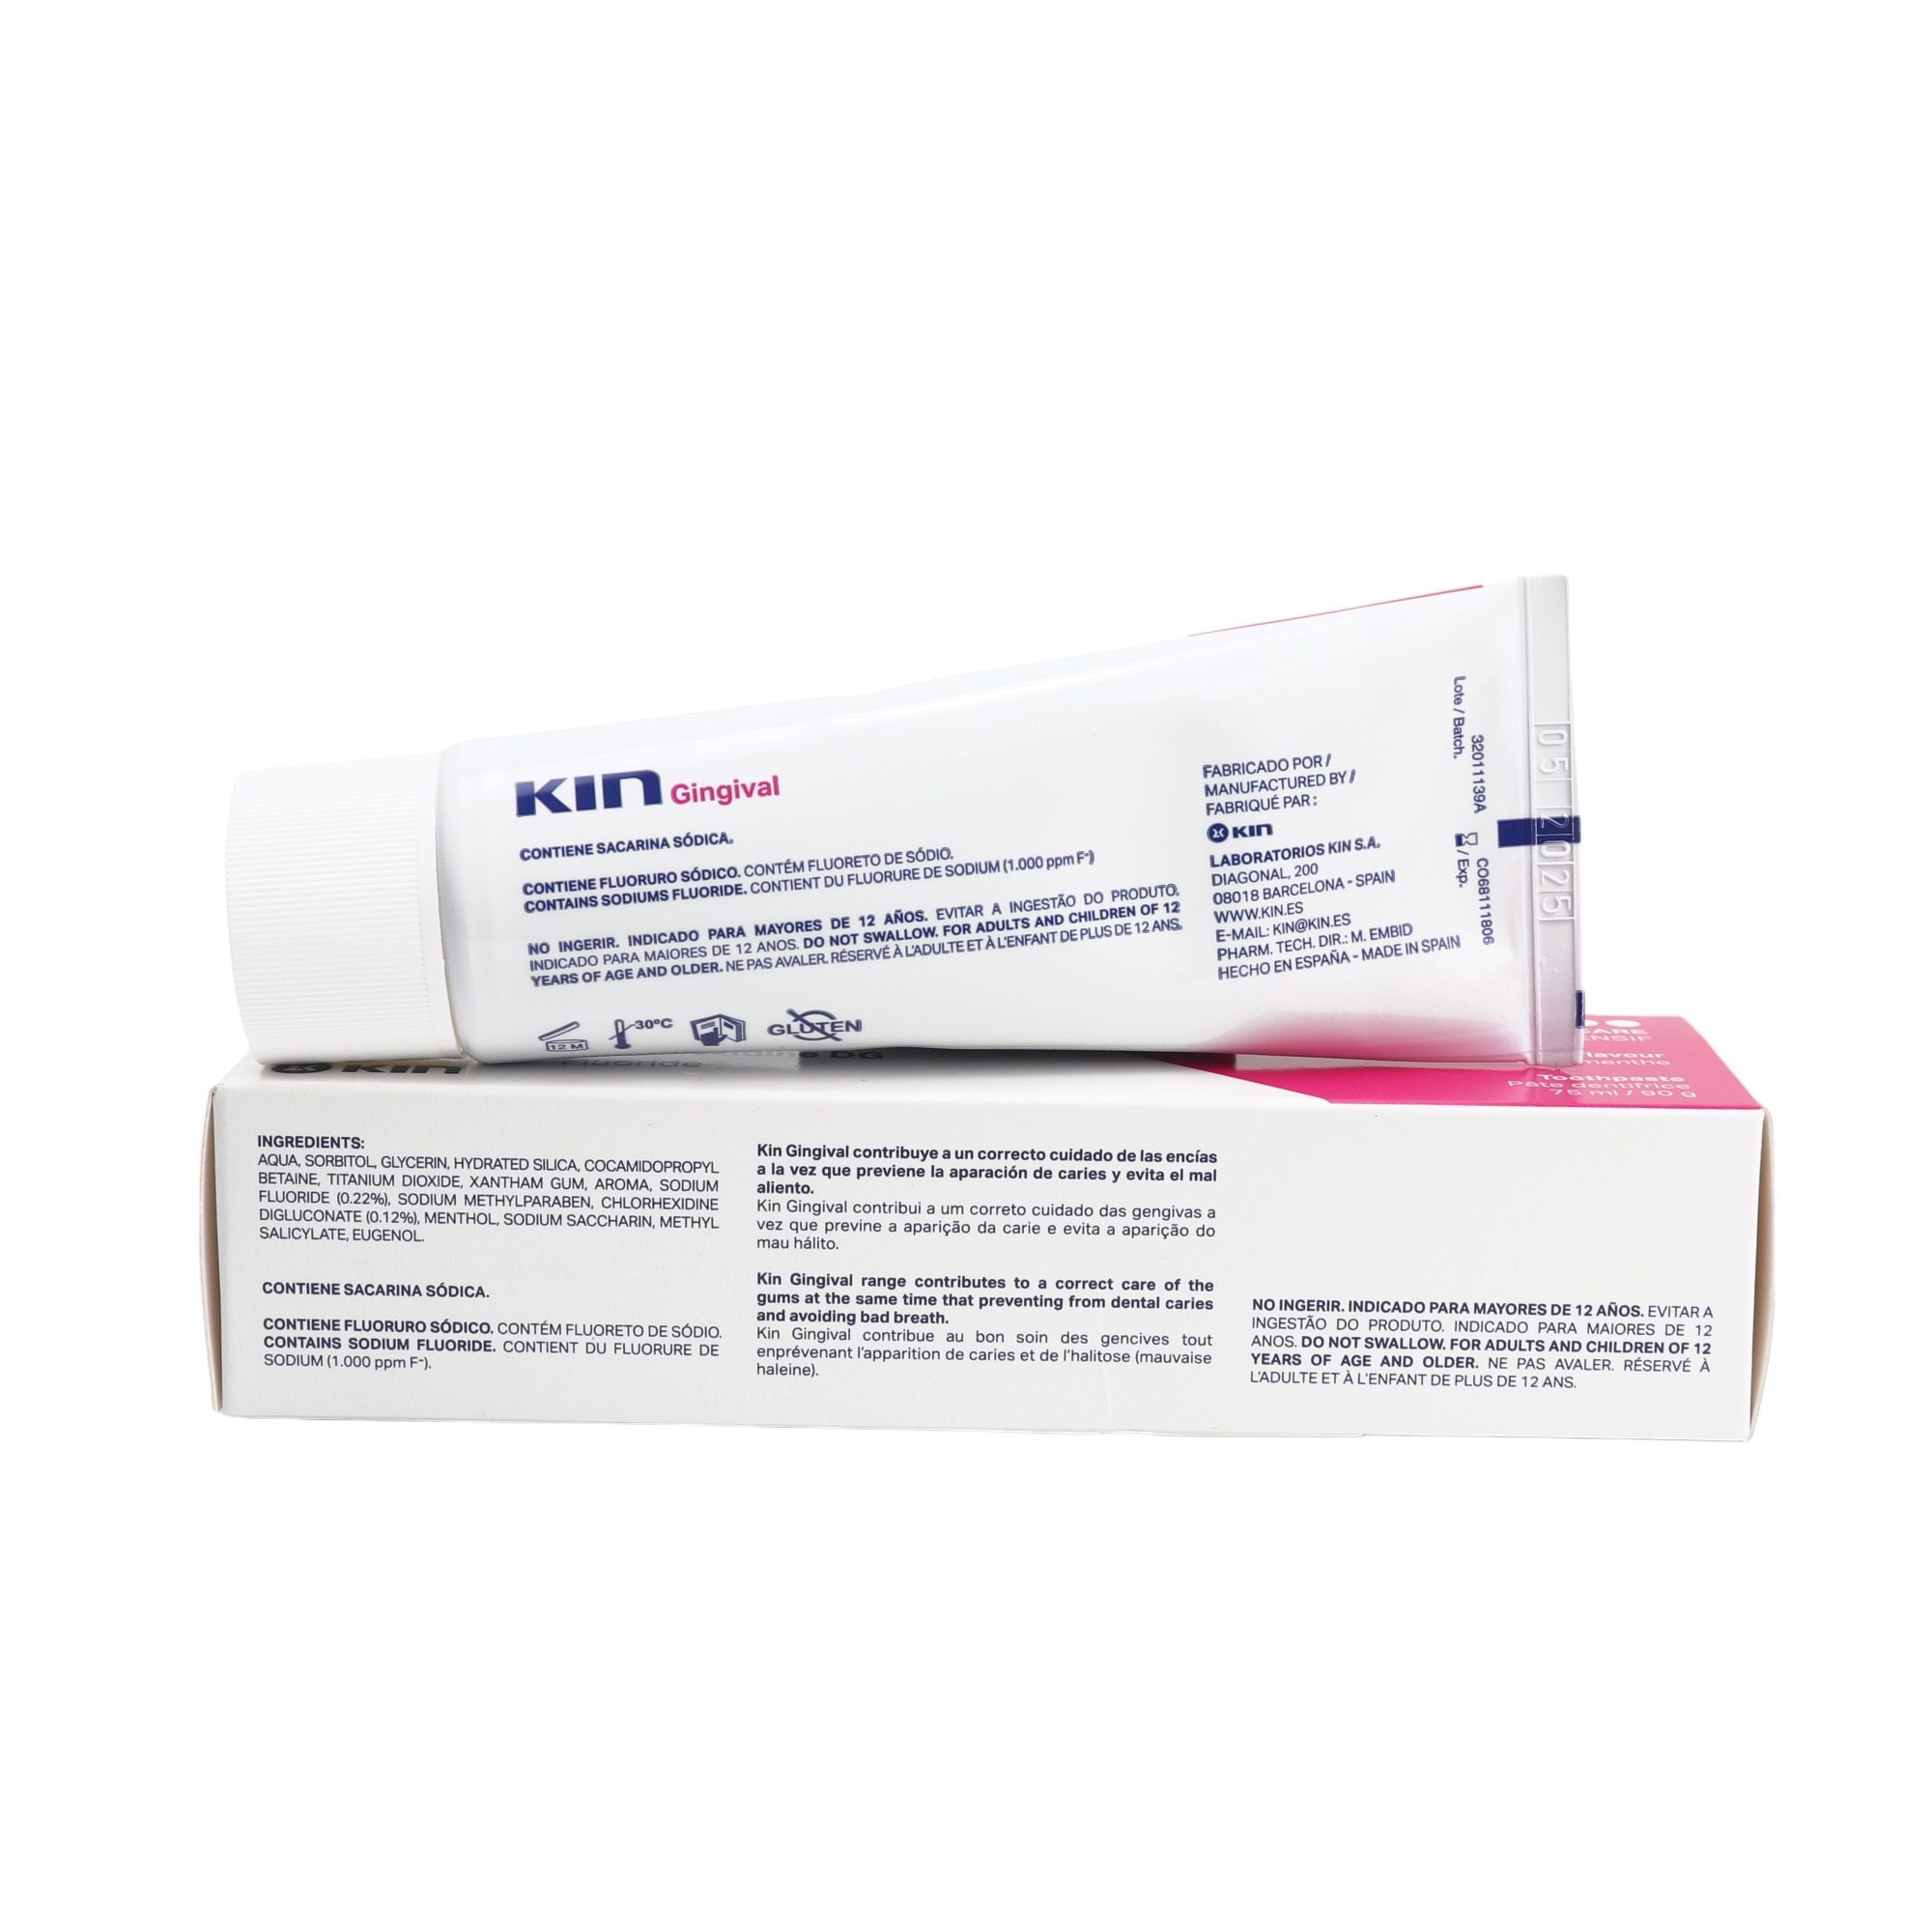 KIN Gingival
CONTIENE SACARINA SÓDICA.
CONTIENE FLUORURO SÓDICO. CONTÉM FLUORETO DE SÓDIO.
CONTAINS SODIUMS FLUORIDE. CONTIENT DU FLUORURE DE SODIUM (1.000 ppm F-)
NO INGERIR. INDICADO PARA MAYORES DE 12 AÑOS. EVITAR A INGESTÃO DO PRODUTO.
INDICADO PARA MAIORES DE 12 ANOS. DO NOT SWALLOW. FOR ADULTS AND CHILDREN OF 12
YEARS OF AGE AND OLDER. NE PAS AVALER. RÉSERVÉ À L'ADULTE ET À L'ENFANT DE PLUS DE 12 ANS.
12 M
30ºC
GLUTEN
FABRICADO POR /
MANUFACTURED BY /
FABRIQUÉ PAR :
KIN
LABORATORIOS KIN S.A.
DIAGONAL, 200
08018 BARCELONA - SPAIN
WWW.KIN.ES
E-MAIL: KIN@KIN.ES
PHARM. TECH. DIR.: M. EMBID
HECHO EN ESPAÑA - MADE IN SPAIN
Lote / Batch.
/ Exp.
32011139A
CO68111806
05 2025
KIN
DG
Fluoride
flavour
menthe
Toothpaste
Pâte dentifrice
75 ml / 90 g
INGREDIENTS:
AQUA, SORBITOL, GLYCERIN, HYDRATED SILICA, COCAMIDOPROPYL
BETAINE, TITANIUM DIOXIDE, XANTHAM GUM, AROMA, SODIUM
FLUORIDE (0.22%), SODIUM METHYLPARABEN, CHLORHEXIDINE
DIGLUCONATE (0.12%), MENTHOL, SODIUM SACCHARIN, METHYL
SALICYLATE, EUGENOL.
CONTIENE SACARINA SÓDICA.
CONTIENE FLUORURO SÓDICO. CONTÉM FLUORETO DE SÓDIO.
CONTAINS SODIUM FLUORIDE. CONTIENT DU FLUORURE DE
SODIUM (1.000 ppm F-).
Kin Gingival contribuye a un correcto cuidado de las encías
a la vez que previene la aparación de caries y evita el mal
aliento.
Kin Gingival contribui a um correto cuidado das gengivas a
vez que previne a aparição da carie e evita a aparição do
mau hálito.
Kin Gingival range contributes to a correct care of the
gums at the same time that preventing from dental caries
and avoiding bad breath.
Kin Gingival contribue au bon soin des gencives tout
enprévenant l'apparition de caries et de l'halitose (mauvaise
haleine).
NO INGERIR. INDICADO PARA MAYORES DE 12 AÑOS. EVITAR A
INGESTÃO DO PRODUTO. INDICADO PARA MAIORES DE 12
ANOS. DO NOT SWALLOW. FOR ADULTS AND CHILDREN OF 12
YEARS OF AGE AND OLDER. NE PAS AVALER. RÉSERVÉ À
L'ADULTE ET À L'ENFANT DE PLUS DE 12 ANS.